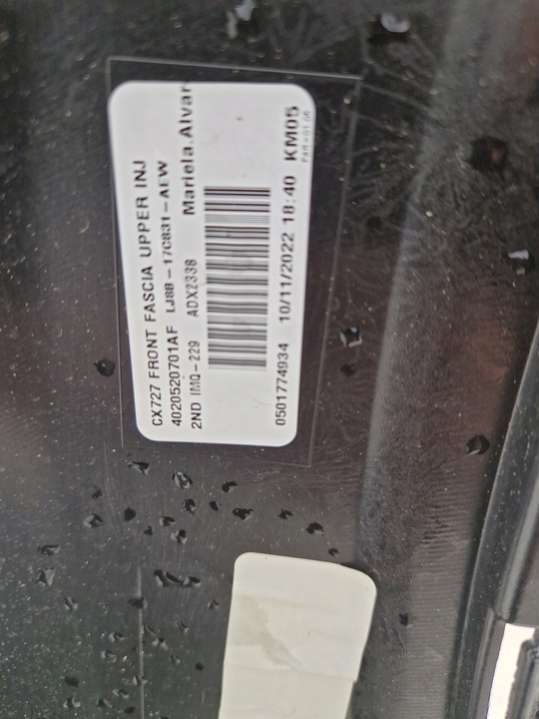 CX727 FRONT FASCIA UPPER INJ
4020520701AF LJ8B-17C831-AEW
2ND IMQ-229 ADX2338 Mariela.Alvar
0501774934 10/11/2022 18:40 KM05